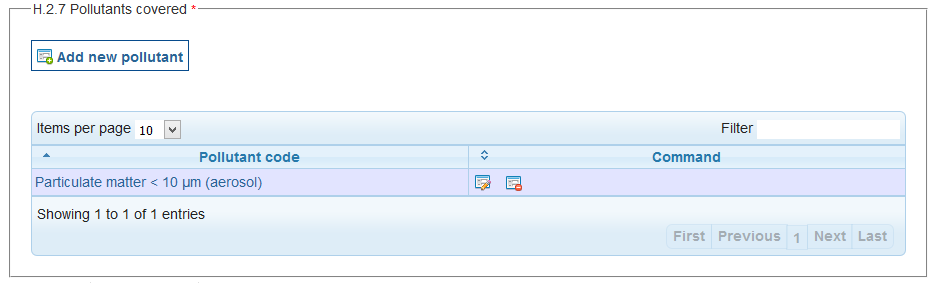 H.2.7 Pollutants covered *
Add new pollutant
Items per page 10 Filter
Pollutant code Command
Particulate matter < 10 µm (aerosol)
Showing 1 to 1 of 1 entries
First Previous 1 Next Last